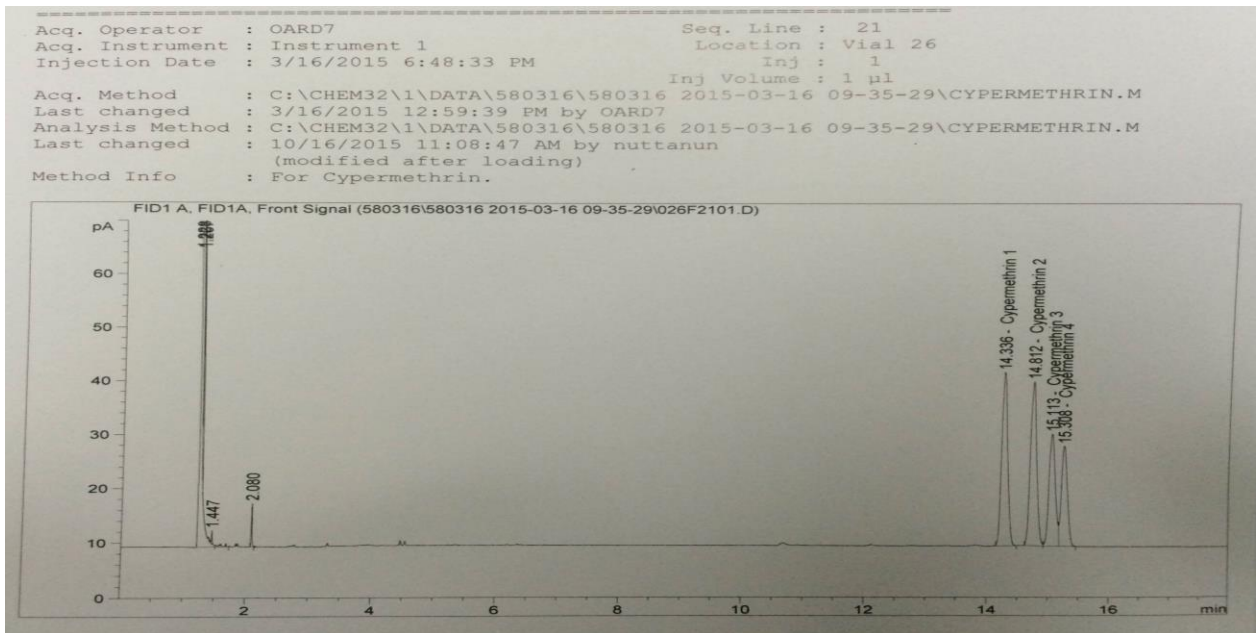 Acq. Operator : OARD7 Seq. Line : 21
Acq. Instrument : Instrument 1 Location : Vial 26
Injection Date : 3/16/2015 6:48:33 PM Inj : 1
Inj Volume : 1 µl
Acq. Method : C:\CHEM32\1\DATA\580316\580316 2015-03-16 09-35-29\CYPERMETHRIN.M
Last changed : 3/16/2015 12:59:39 PM by OARD7
Analysis Method : C:\CHEM32\1\DATA\580316\580316 2015-03-16 09-35-29\CYPERMETHRIN.M
Last changed : 10/16/2015 11:08:47 AM by nuttanun
(modified after loading)
Method Info : For Cypermethrin.
FID1 A, FID1A, Front Signal (580316\580316 2015-03-16 09-35-29\026F2101.D)
pA
60
50
40
30
20
10
0
1.447
2.080
14.336 - Cypermethrin 1
14.812 - Cypermethrin 2
15.113 - Cypermethrin 3
15.308 - Cypermethrin 4
2 4 6 8 10 12 14 16 min